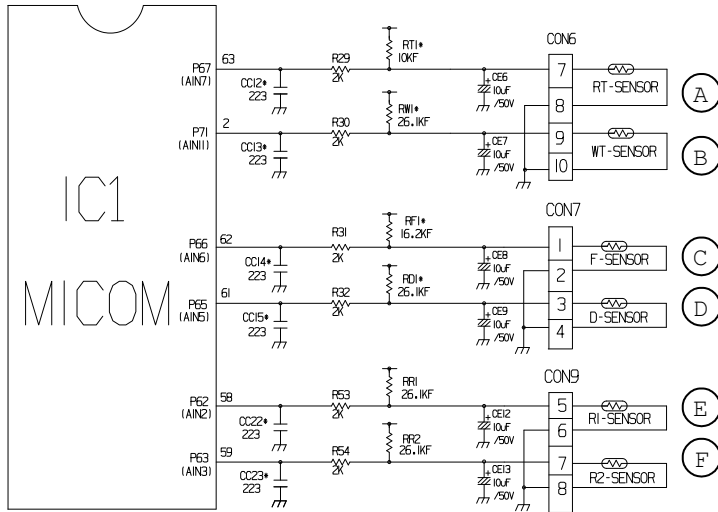 CON6
RT1*
10KF
P67
63
(AIN7)
CC12*
223
R29
2K
CE6
+
10uF
/50V
7
8
RT-SENSOR
A
RW1*
26.1KF
P71
2
(AIN11)
CC13*
223
R30
2K
CE7
+
10uF
/50V
9
10
WT-SENSOR
B
IC1
MICOM
CON7
RF1*
16.2KF
P66
62
(AIN6)
CC14*
223
R31
2K
CE8
+
10uF
/50V
1
2
F-SENSOR
C
RD1*
26.1KF
P65
61
(AIN5)
CC15*
223
R32
2K
CE9
+
10uF
/50V
3
4
D-SENSOR
D
CON9
RR1
26.1KF
P62
58
(AIN2)
CC22*
223
R53
2K
CE12
+
10uF
/50V
5
6
R1-SENSOR
E
RR2
26.1KF
P63
59
(AIN3)
CC23*
223
R54
2K
CE13
+
10uF
/50V
7
8
R2-SENSOR
F